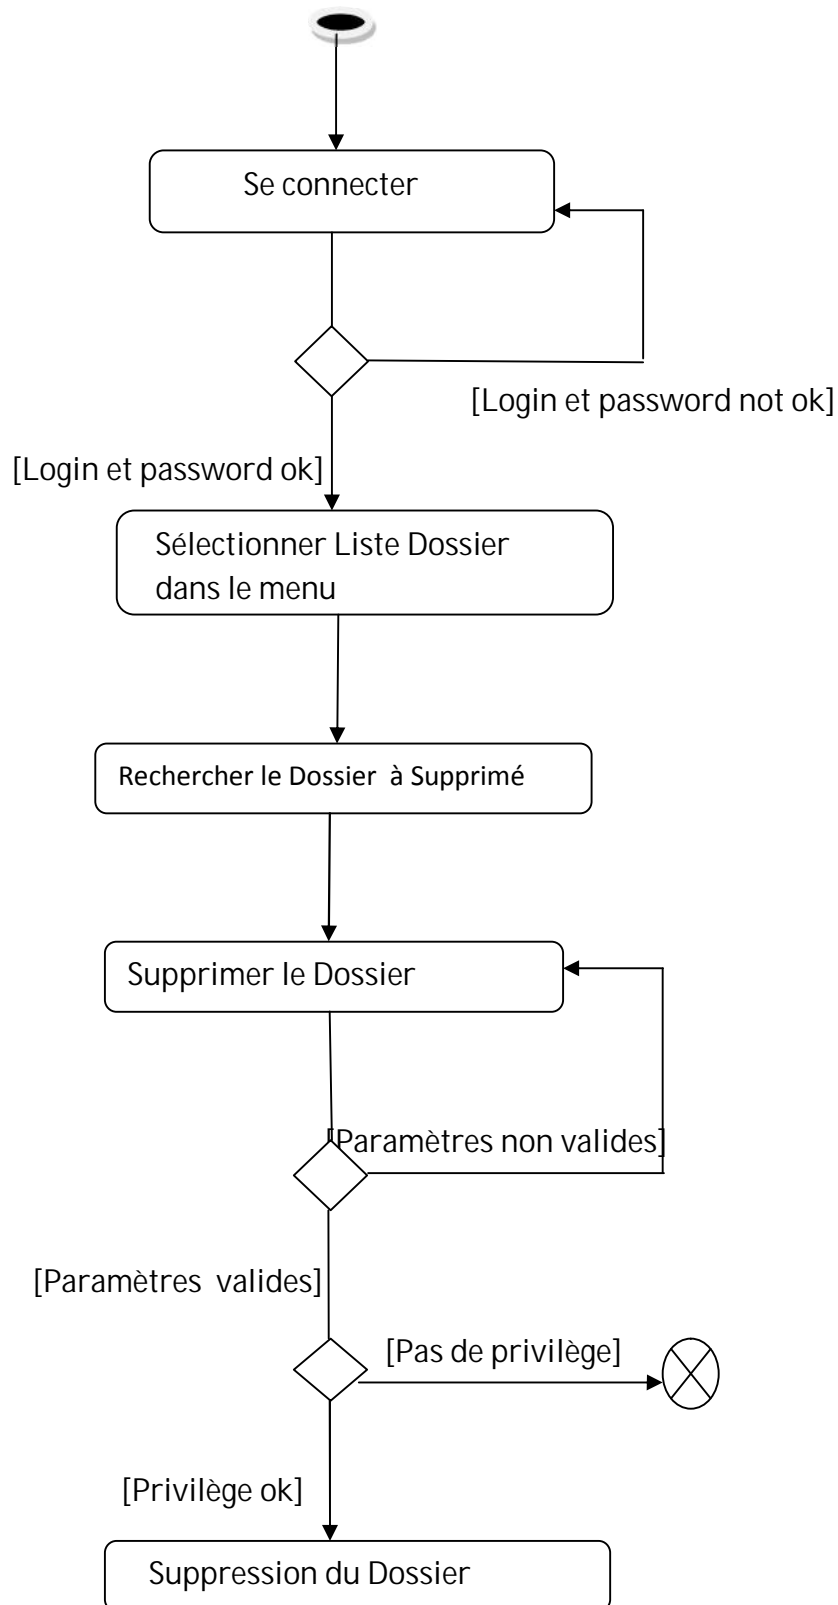 Se connecter
[Login et password not ok]
[Login et password ok]
Sélectionner Liste Dossier
dans le menu
Rechercher le Dossier  à Supprimé
Supprimer le Dossier
[Paramètres non valides]
[Paramètres  valides]
[Pas de privilège]
[Privilège ok]
Suppression du Dossier